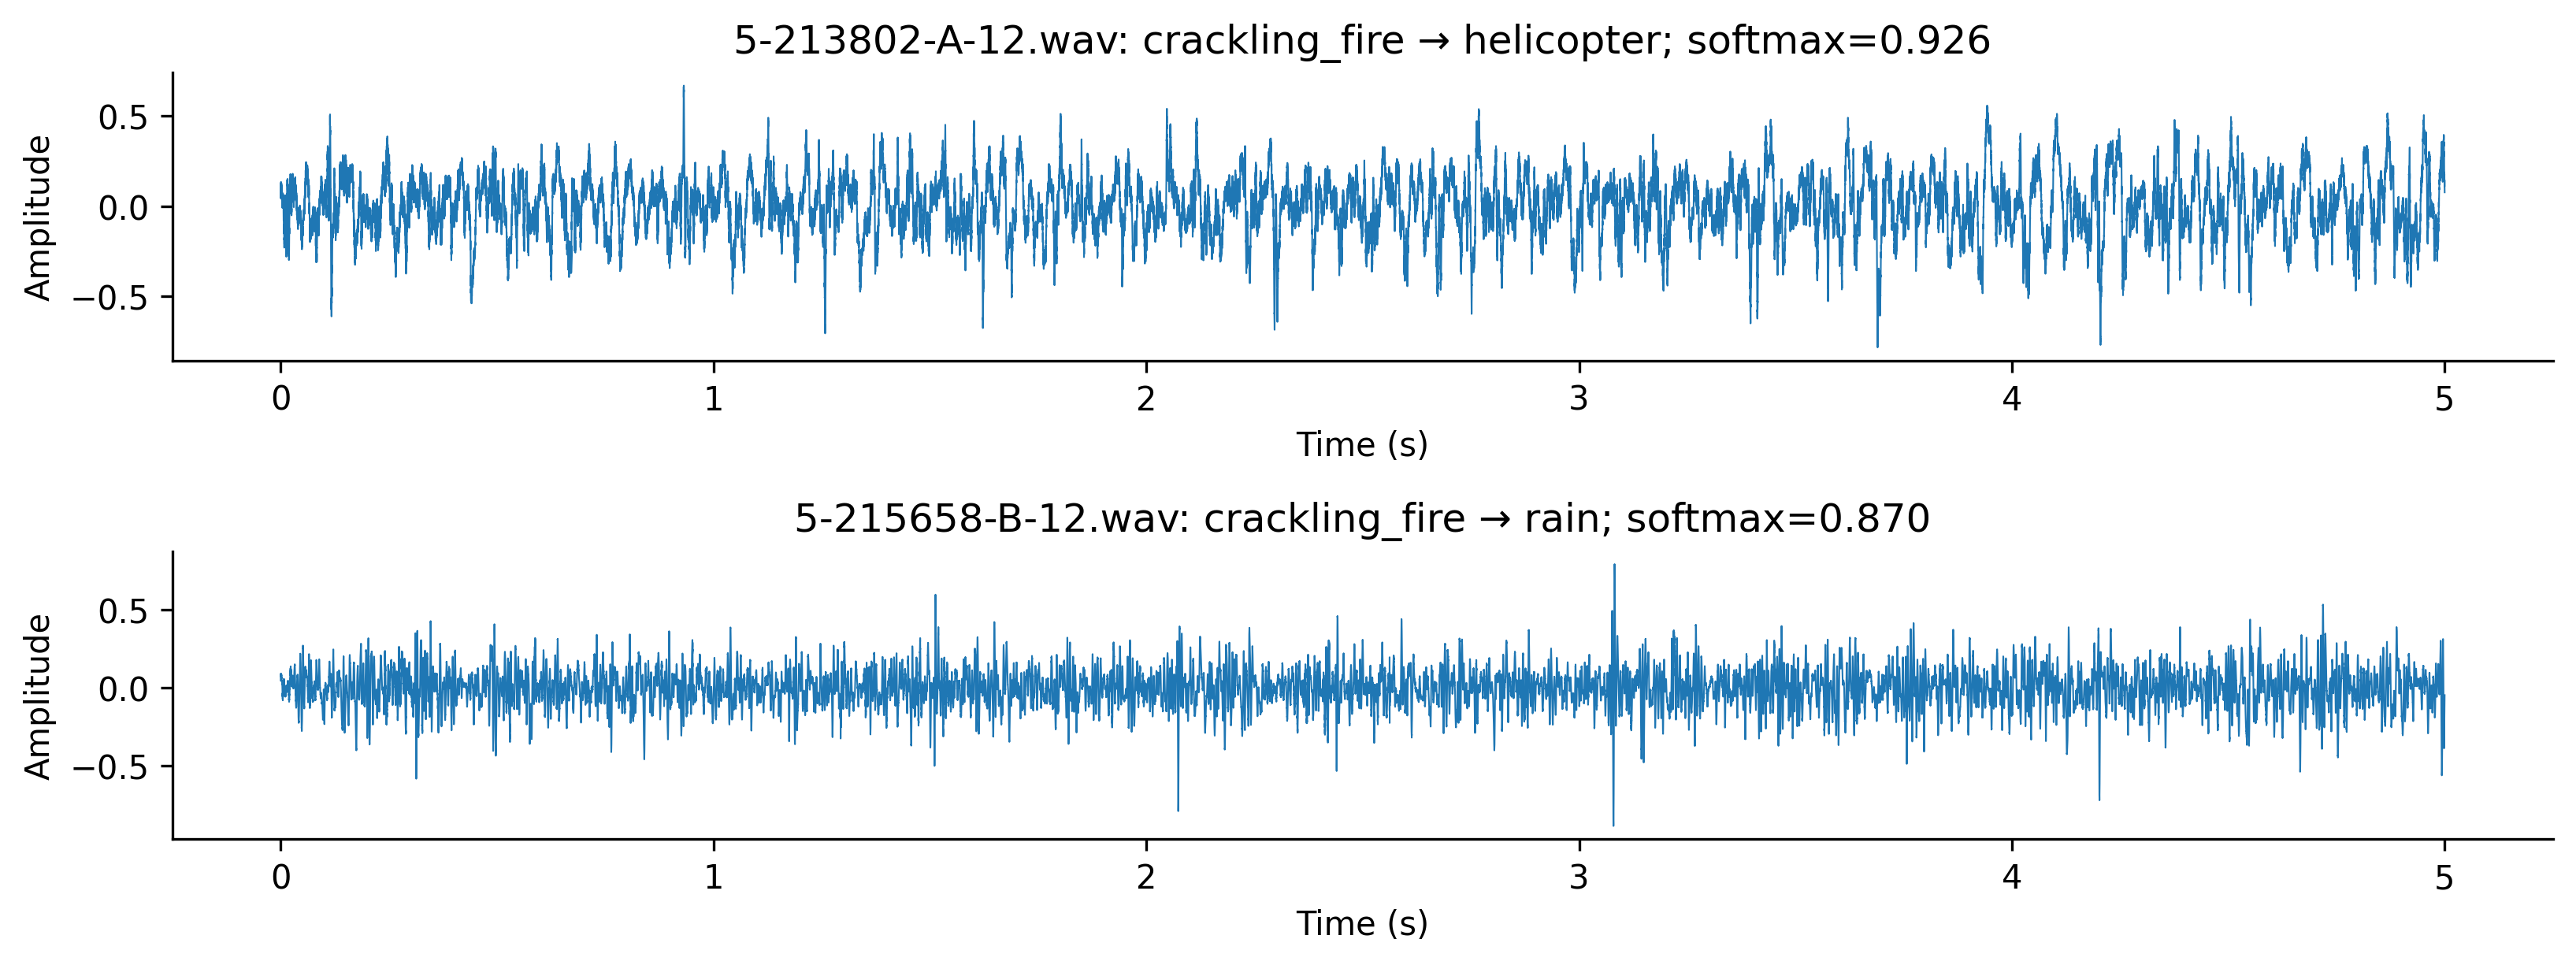 5-213802-A-12.wav: crackling_fire → helicopter; softmax=0.926
Amplitude
0.5
0.0
−0.5
0 1 2 3 4 5
Time (s)
5-215658-B-12.wav: crackling_fire → rain; softmax=0.870
Amplitude
0.5
0.0
−0.5
0 1 2 3 4 5
Time (s)